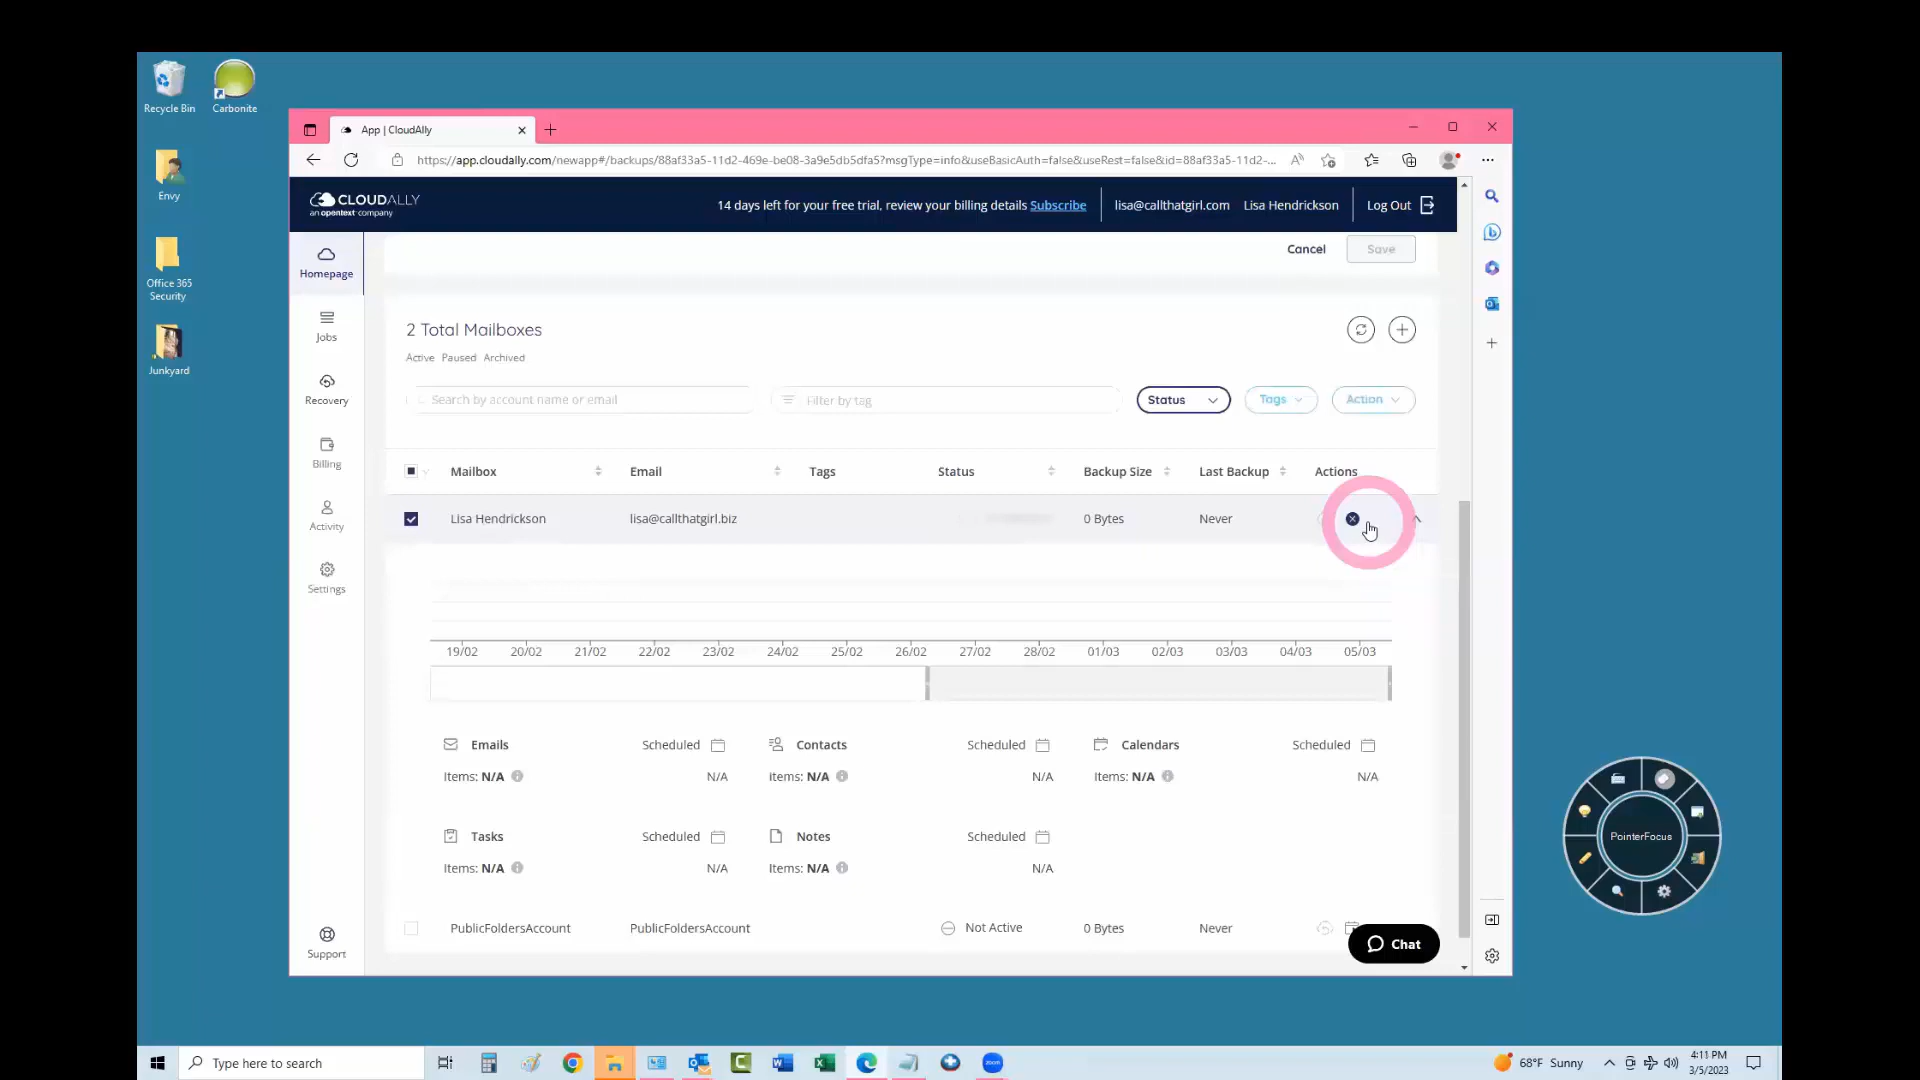 Recycle Bin
Carbonite
Envy
Office 365
Security
Junkyard
App | CloudAlly
https://app.cloudally.com/newapp#/backups/88af33a5-11d2-469e-be08-3a9e5db5dfa5?msgType=info&useBasicAuth=false&useRest=false&id=88af33a5-11d2-...
CLOUDALLY
an opentext company
14 days left for your free trial, review your billing details Subscribe
lisa@callthatgirl.com
Lisa Hendrickson
Log Out
Homepage
Jobs
Recovery
Billing
Activity
Settings
Support
Cancel
Save
2 Total Mailboxes
Active Paused Archived
Search by account name or email
Filter by tag
Status
Tags
Action
Mailbox Email Tags Status Backup Size Last Backup Actions
Lisa Hendrickson lisa@callthatgirl.biz 0 Bytes Never
19/02 20/02 21/02 22/02 23/02 24/02 25/02 26/02 27/02 28/02 01/03 02/03 03/03 04/03 05/03
Emails Scheduled Contacts Scheduled Calendars Scheduled
Items: N/A N/A Items: N/A N/A Items: N/A N/A
Tasks Scheduled Notes Scheduled
Items: N/A N/A Items: N/A N/A
PublicFoldersAccount PublicFoldersAccount Not Active 0 Bytes Never
Chat
PointerFocus
Type here to search
zoom
68°F Sunny
4:11 PM
3/5/2023